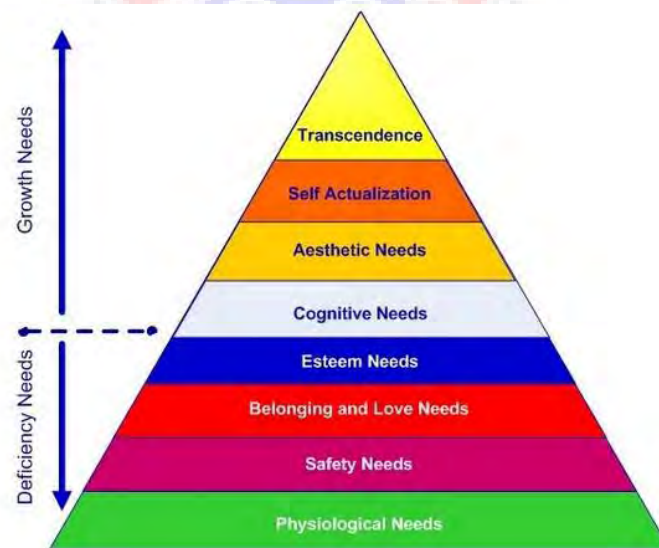 Growth Needs
Deficiency Needs
Transcendence
Self Actualization
Aesthetic Needs
Cognitive Needs
Esteem Needs
Belonging and Love Needs
Safety Needs
Physiological Needs